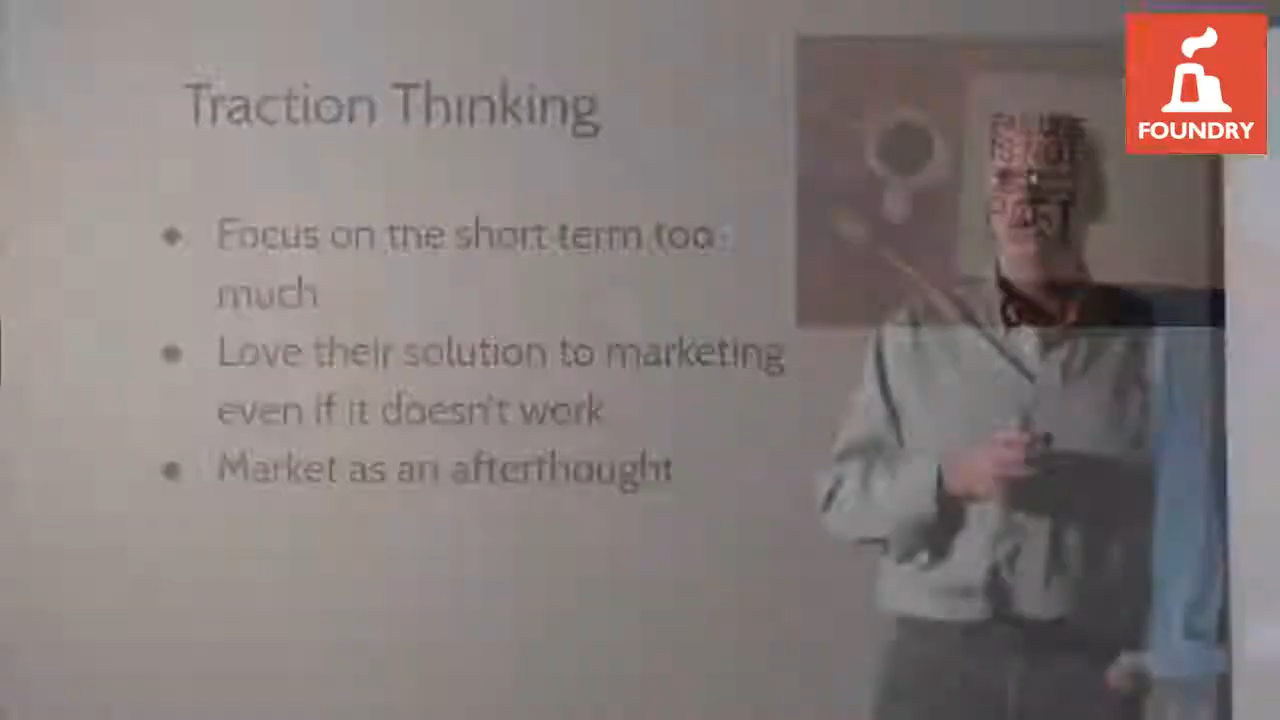 Traction Thinking
Focus on the short term too
much
Love their solution to marketing
even if it doesn't work
Market as an afterthought
FOUNDRY